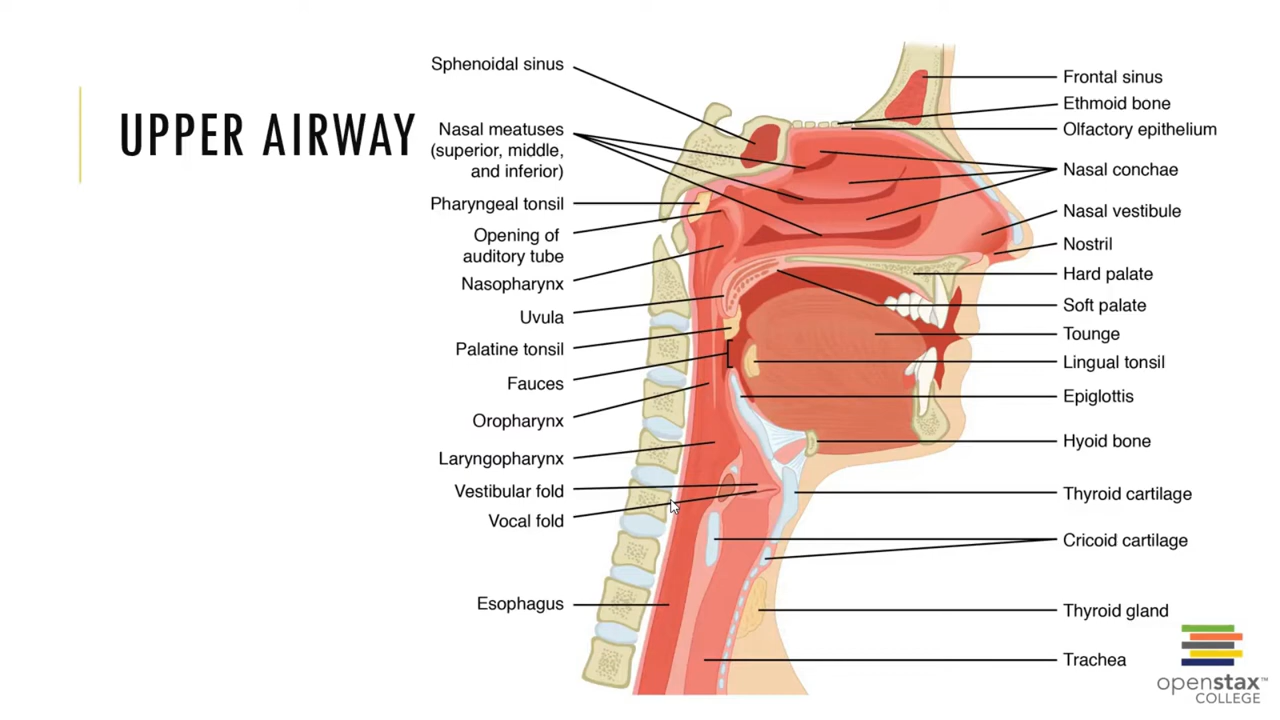 UPPER AIRWAY
Sphenoidal sinus
Nasal meatuses
(superior, middle,
and inferior)
Pharyngeal tonsil
Opening of
auditory tube
Nasopharynx
Uvula
Palatine tonsil
Fauces
Oropharynx
Laryngopharynx
Vestibular fold
Vocal fold
Esophagus
Frontal sinus
Ethmoid bone
Olfactory epithelium
Nasal conchae
Nasal vestibule
Nostril
Hard palate
Soft palate
Tounge
Lingual tonsil
Epiglottis
Hyoid bone
Thyroid cartilage
Cricoid cartilage
Thyroid gland
Trachea
openstax™
COLLEGE